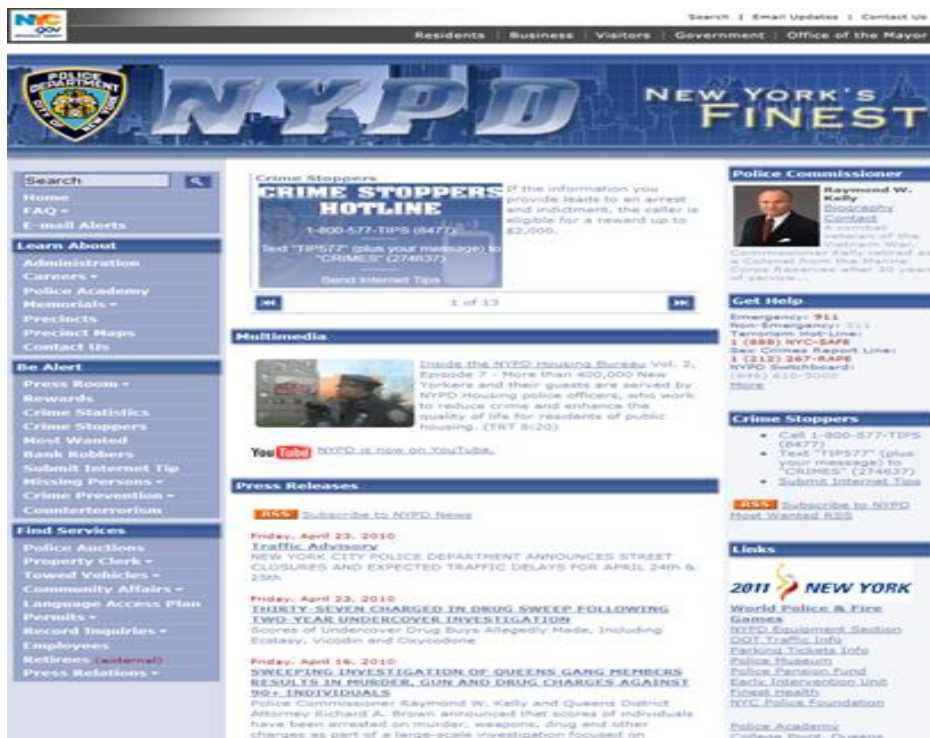 NYC
.gov
Search | Email Updates | Contact Us
Residents | Business | Visitors | Government | Office of the Mayor
POLICE
DEPARTMENT
CITY OF NEW YORK
NYPD
NEW YORK'S
FINEST
Search
Home
FAQ
E-mail Alerts
Learn About
Administration
Careers
Police Academy
Memorials
Precincts
Precinct Maps
Contact Us
Be Alert
Press Room
Rewards
Crime Statistics
Crime Stoppers
Most Wanted
Bank Robbers
Submit Internet Tip
Missing Persons
Crime Prevention
Counterterrorism
Find Services
Police Auctions
Property Clerk
Towed Vehicles
Community Affairs
Language Access Plan
Permits
Record Inquiries
Employees
Retirees (external)
Press Relations
Crime Stoppers
CRIME STOPPERS
HOTLINE
1-800-577-TIPS (8477)
Text "TIP577" (plus your message) to
"CRIMES" (274637)
Send Internet Tips
If the information you
provide leads to an arrest
and indictment, the caller is
eligible for a reward up to
$2,000.
1 of 13
Multimedia
Inside the NYPD Housing Bureau Vol. 2,
Episode 7 - More than 400,000 New
Yorkers and their guests are served by
NYPD Housing police officers, who work
to reduce crime and enhance the
quality of life for residents of public
housing. (TRT 8:20)
YouTube NYPD is now on YouTube.
Press Releases
RSS Subscribe to NYPD News
Friday, April 23, 2010
Traffic Advisory
NEW YORK CITY POLICE DEPARTMENT ANNOUNCES STREET
CLOSURES AND EXPECTED TRAFFIC DELAYS FOR APRIL 24th &
25th
Friday, April 23, 2010
THIRTY-SEVEN CHARGED IN DRUG SWEEP FOLLOWING
TWO-YEAR UNDERCOVER INVESTIGATION
Scores of Undercover Drug Buys Allegedly Made, Including
Ecstasy, Vicodin and Oxycodone
Friday, April 16, 2010
SWEEPING INVESTIGATION OF QUEENS GANG MEMBERS
RESULTS IN MURDER, GUN AND DRUG CHARGES AGAINST
90+ INDIVIDUALS
Police Commissioner Raymond W. Kelly and Queens District
Attorney Richard A. Brown announced that scores of individuals
have been arrested on murder, weapons, drug and other
charges as part of a large-scale investigation focused on
Police Commissioner
Raymond W.
Kelly
Biography
Contact
A combat
veteran of the
Vietnam War,
Commissioner Kelly retired as
a Colonel from the Marine
Corps Reserves after 30 years
of service...
Get Help
Emergency: 911
Non-Emergency: 311
Terrorism Hot-Line:
1 (888) NYC-SAFE
Sex Crimes Report Line:
1 (212) 267-RAPE
NYPD Switchboard:
(646) 610-5000
More
Crime Stoppers
Call 1-800-577-TIPS
(8477)
Text "TIP577" (plus
your message) to
"CRIMES" (274637)
Submit Internet Tips
RSS Subscribe to NYPD
Most Wanted RSS
Links
2011 NEW YORK
World Police & Fire
Games
NYPD Equipment Section
DOT Traffic Info
Parking Tickets Info
Police Museum
Police Pension Fund
Early Intervention Unit
Finest Health
NYC Police Foundation
Police Academy
College Point, Queens